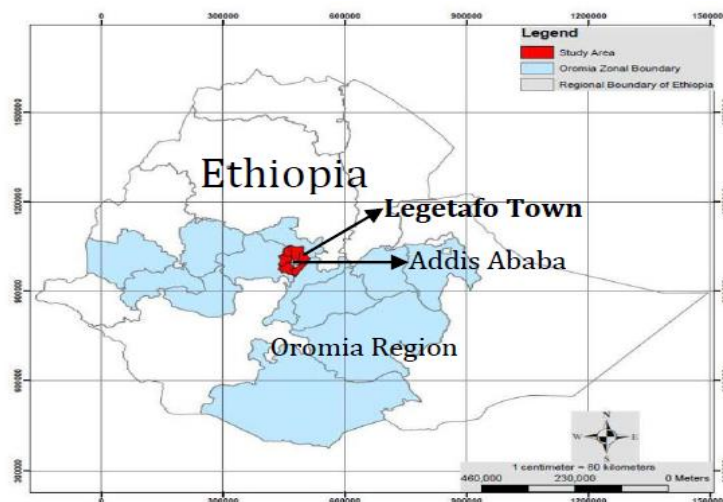 0 300000 600000 900000 1200000 1500000
Legend
Study Area
Oromia Zonal Boundary
Regional Boundary of Ethiopia
1500000
1200000
900000
600000
300000
Ethiopia
Legetafo Town
Addis Ababa
Oromia Region
N
W E
S
1 centimeter = 60 kilometers
460,000 230,000 0 Meters
0 300000 600000 900000 1200000 1500000